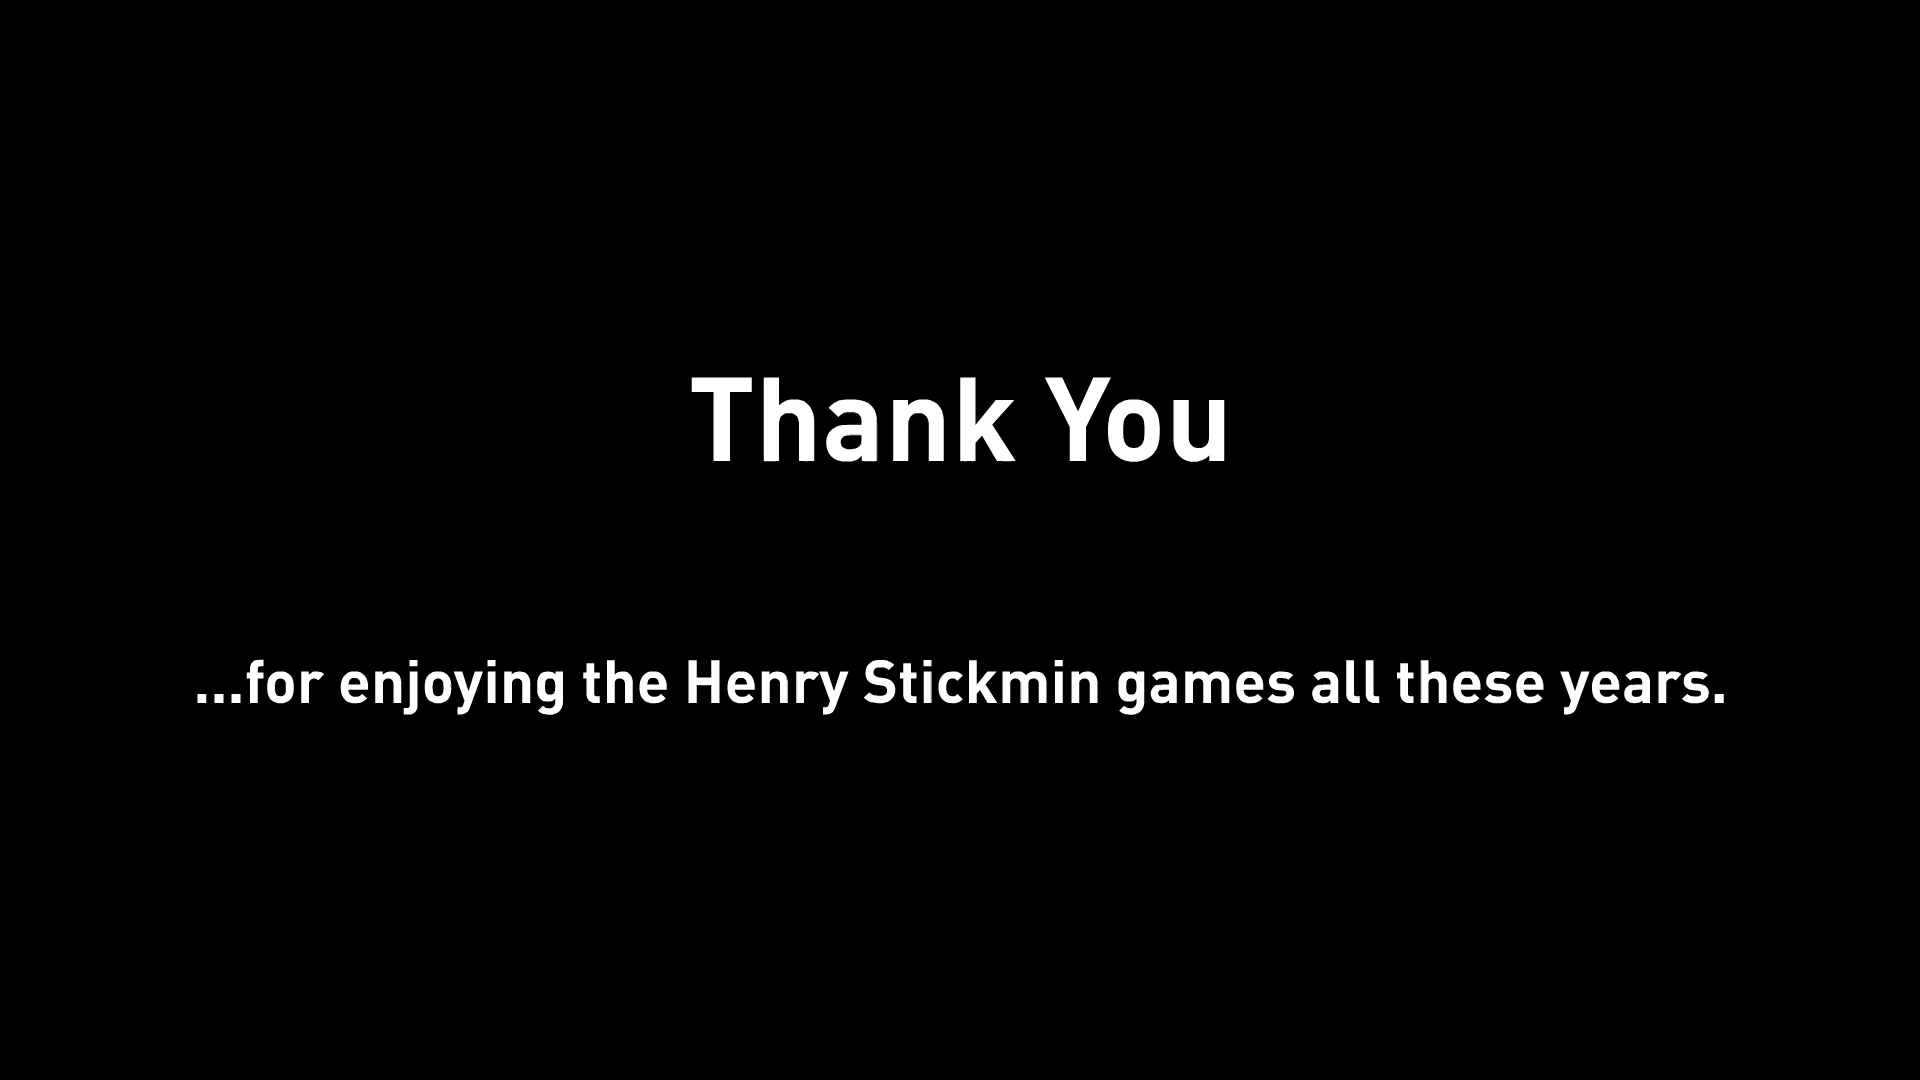 Thank You
...for enjoying the Henry Stickmin games all these years.